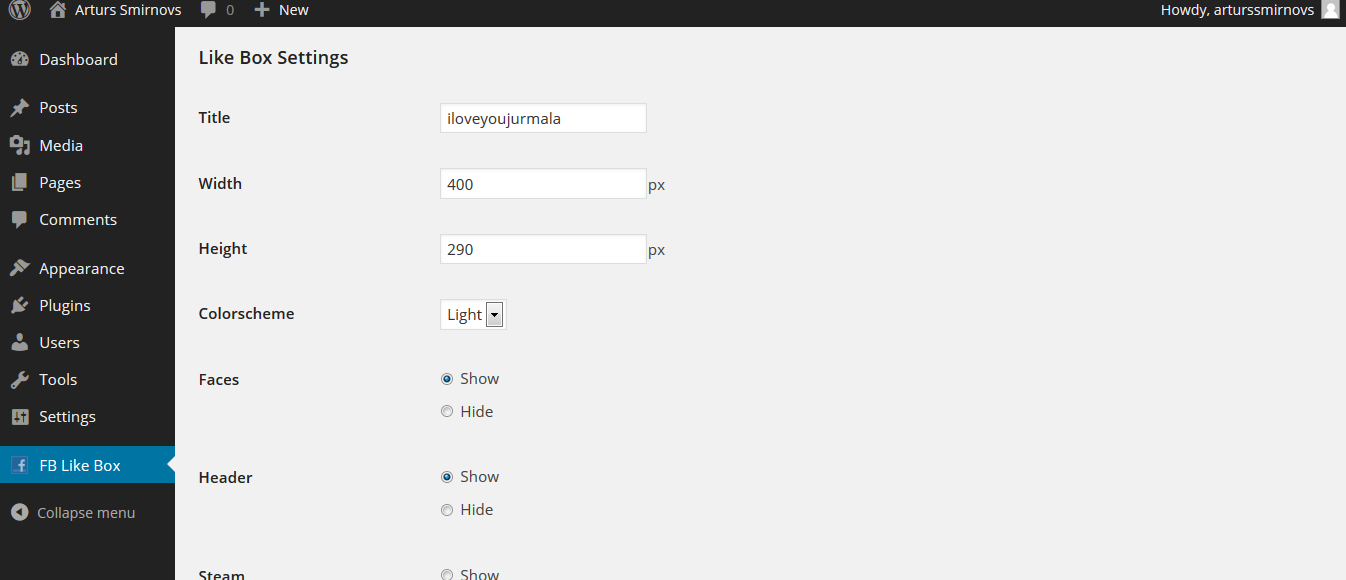 Arturs Smirnovs 0 New Howdy, arturssmirnovs
Dashboard
Posts
Media
Pages
Comments
Appearance
Plugins
Users
Tools
Settings
FB Like Box
Collapse menu
Like Box Settings
Title iloveyoujurmala
Width 400 px
Height 290 px
Colorscheme Light
Faces Show
Hide
Header Show
Hide
Steam Show